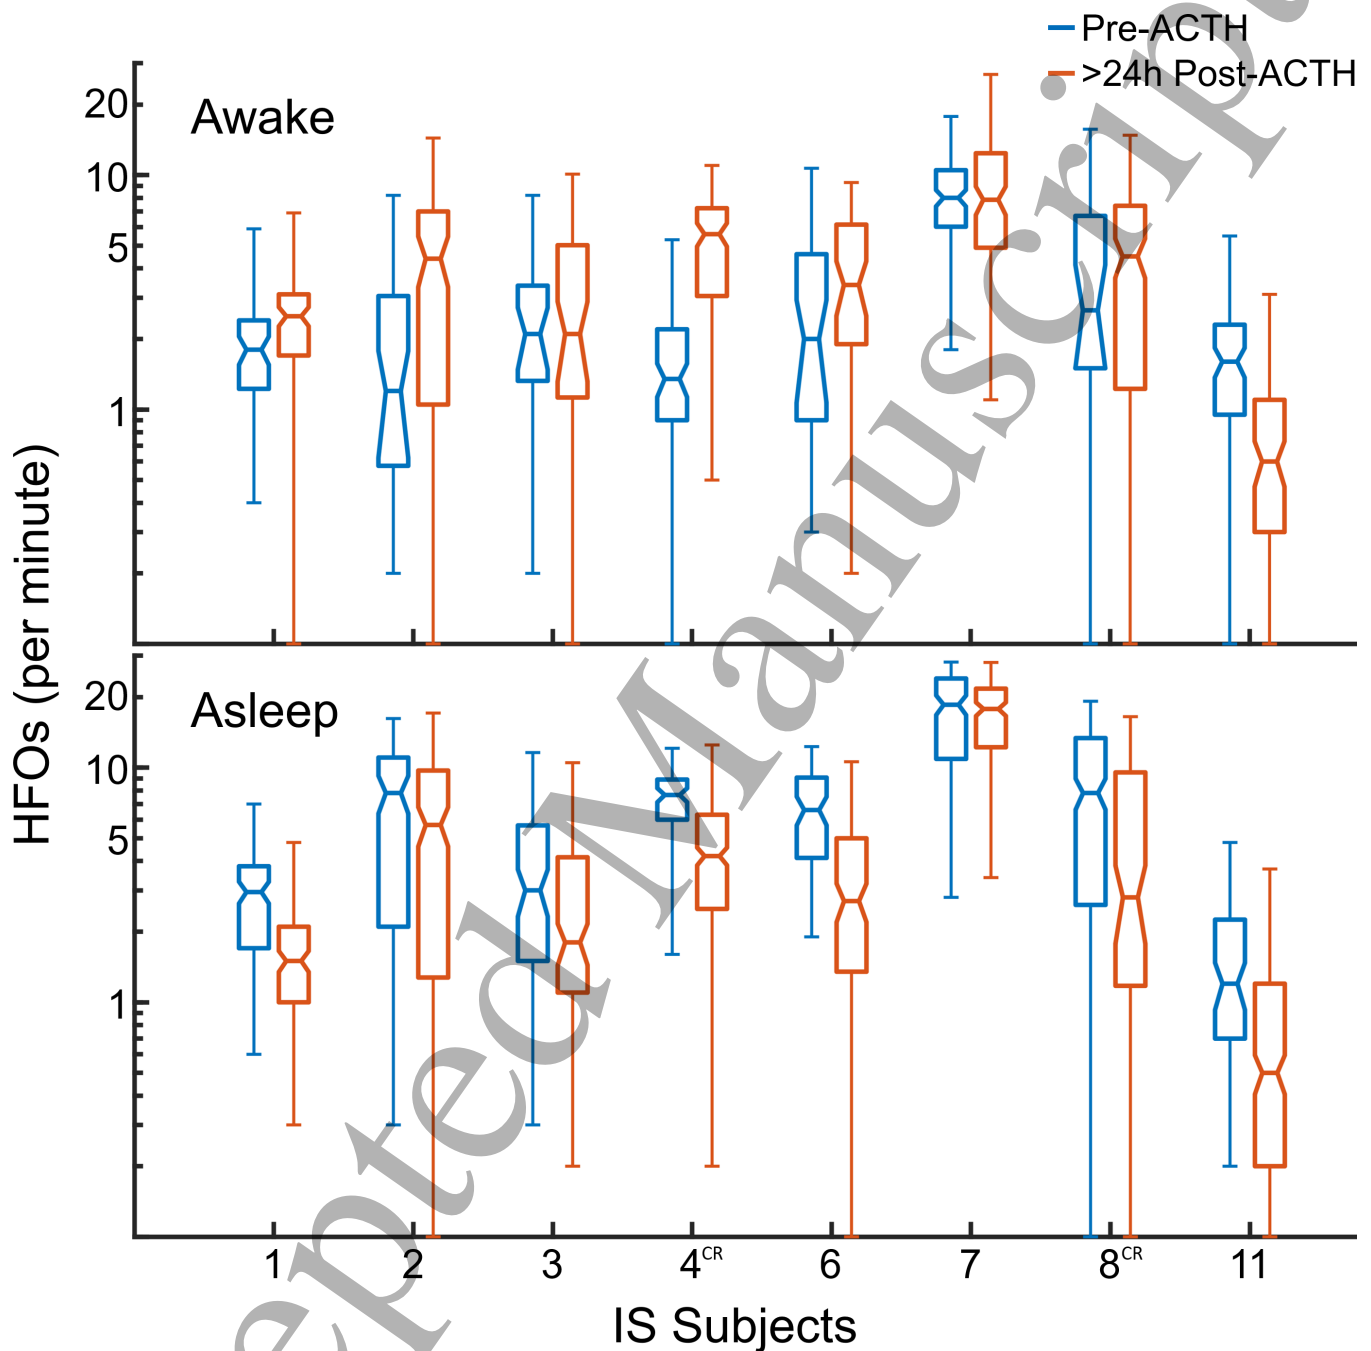 Pre-ACTH
>24h Post-ACTH
Awake
20
10
5
1
HFOs (per minute)
Asleep
20
10
5
1
1 2 3 4CR 6 7 8CR 11
IS Subjects
epted Manuscript